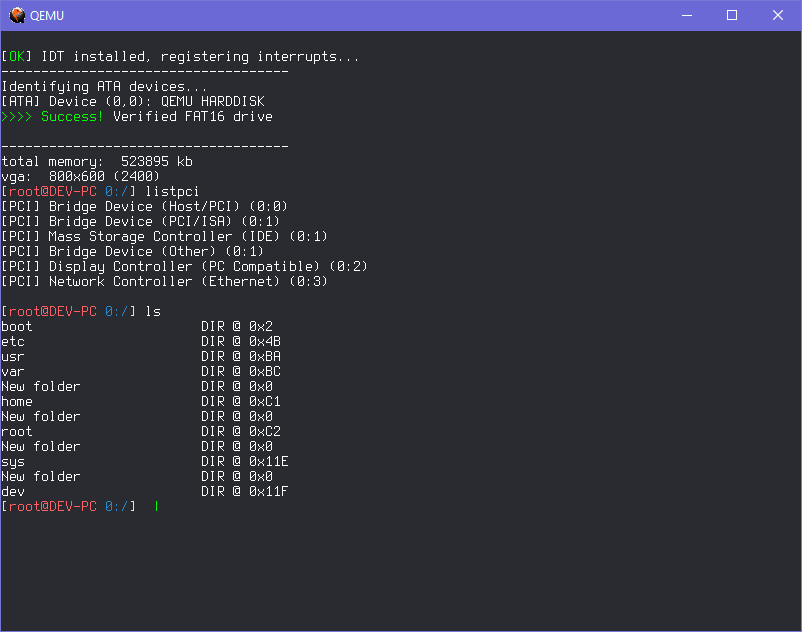 QEMU
[OK] IDT installed, registering interrupts...
------------------------------------
Identifying ATA devices...
[ATA] Device (0,0): QEMU HARDDISK
>>>> Success! Verified FAT16 drive
------------------------------------
total memory:  523895 kb
vga:  800x600 (2400)
[root@DEV-PC 0:/] listpci
[PCI] Bridge Device (Host/PCI) (0:0)
[PCI] Bridge Device (PCI/ISA) (0:1)
[PCI] Mass Storage Controller (IDE) (0:1)
[PCI] Bridge Device (Other) (0:1)
[PCI] Display Controller (PC Compatible) (0:2)
[PCI] Network Controller (Ethernet) (0:3)
[root@DEV-PC 0:/] ls
boot                     DIR @ 0x2
etc                      DIR @ 0x4B
usr                      DIR @ 0xBA
var                      DIR @ 0xBC
New folder               DIR @ 0x0
home                     DIR @ 0xC1
New folder               DIR @ 0x0
root                     DIR @ 0xC2
New folder               DIR @ 0x0
sys                      DIR @ 0x11E
New folder               DIR @ 0x0
dev                      DIR @ 0x11F
[root@DEV-PC 0:/]